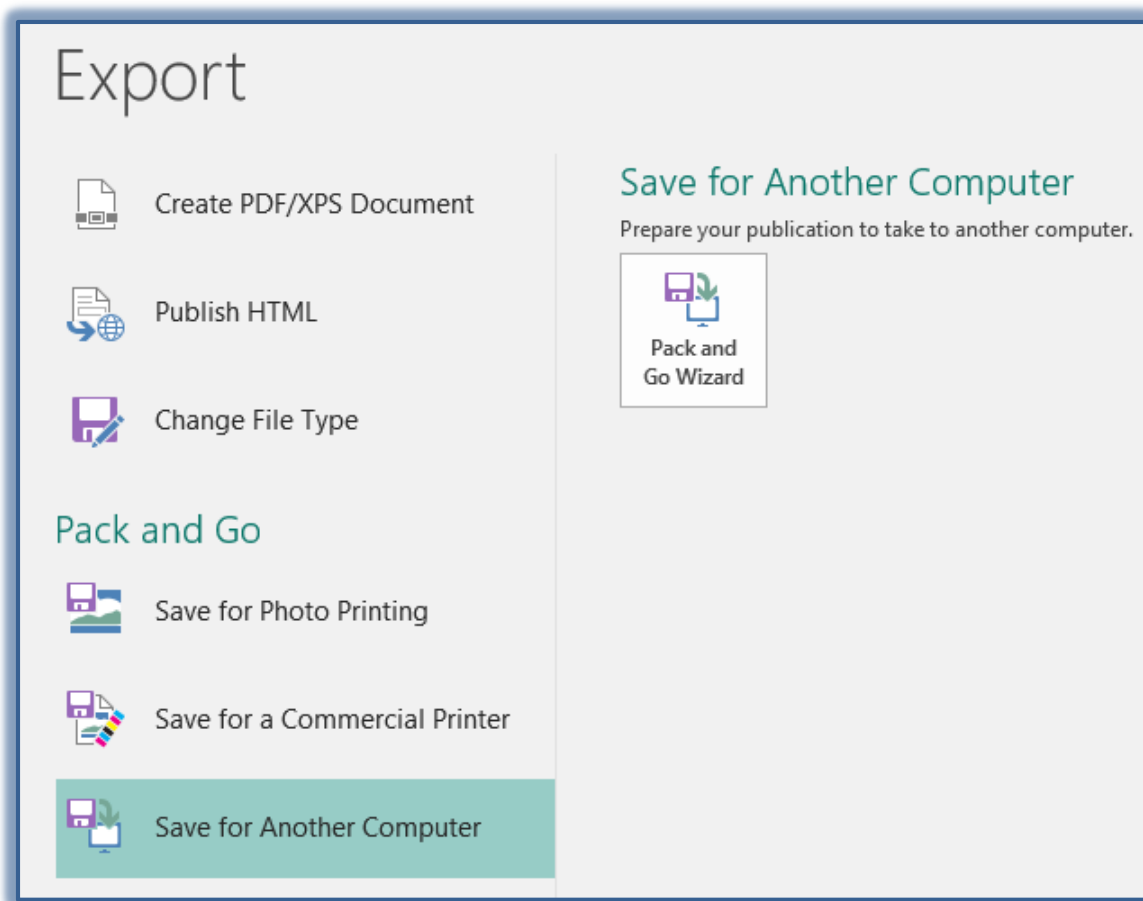 Export
Create PDF/XPS Document
Publish HTML
Change File Type
Pack and Go
Save for Photo Printing
Save for a Commercial Printer
Save for Another Computer
Save for Another Computer
Prepare your publication to take to another computer.
Pack and
Go Wizard